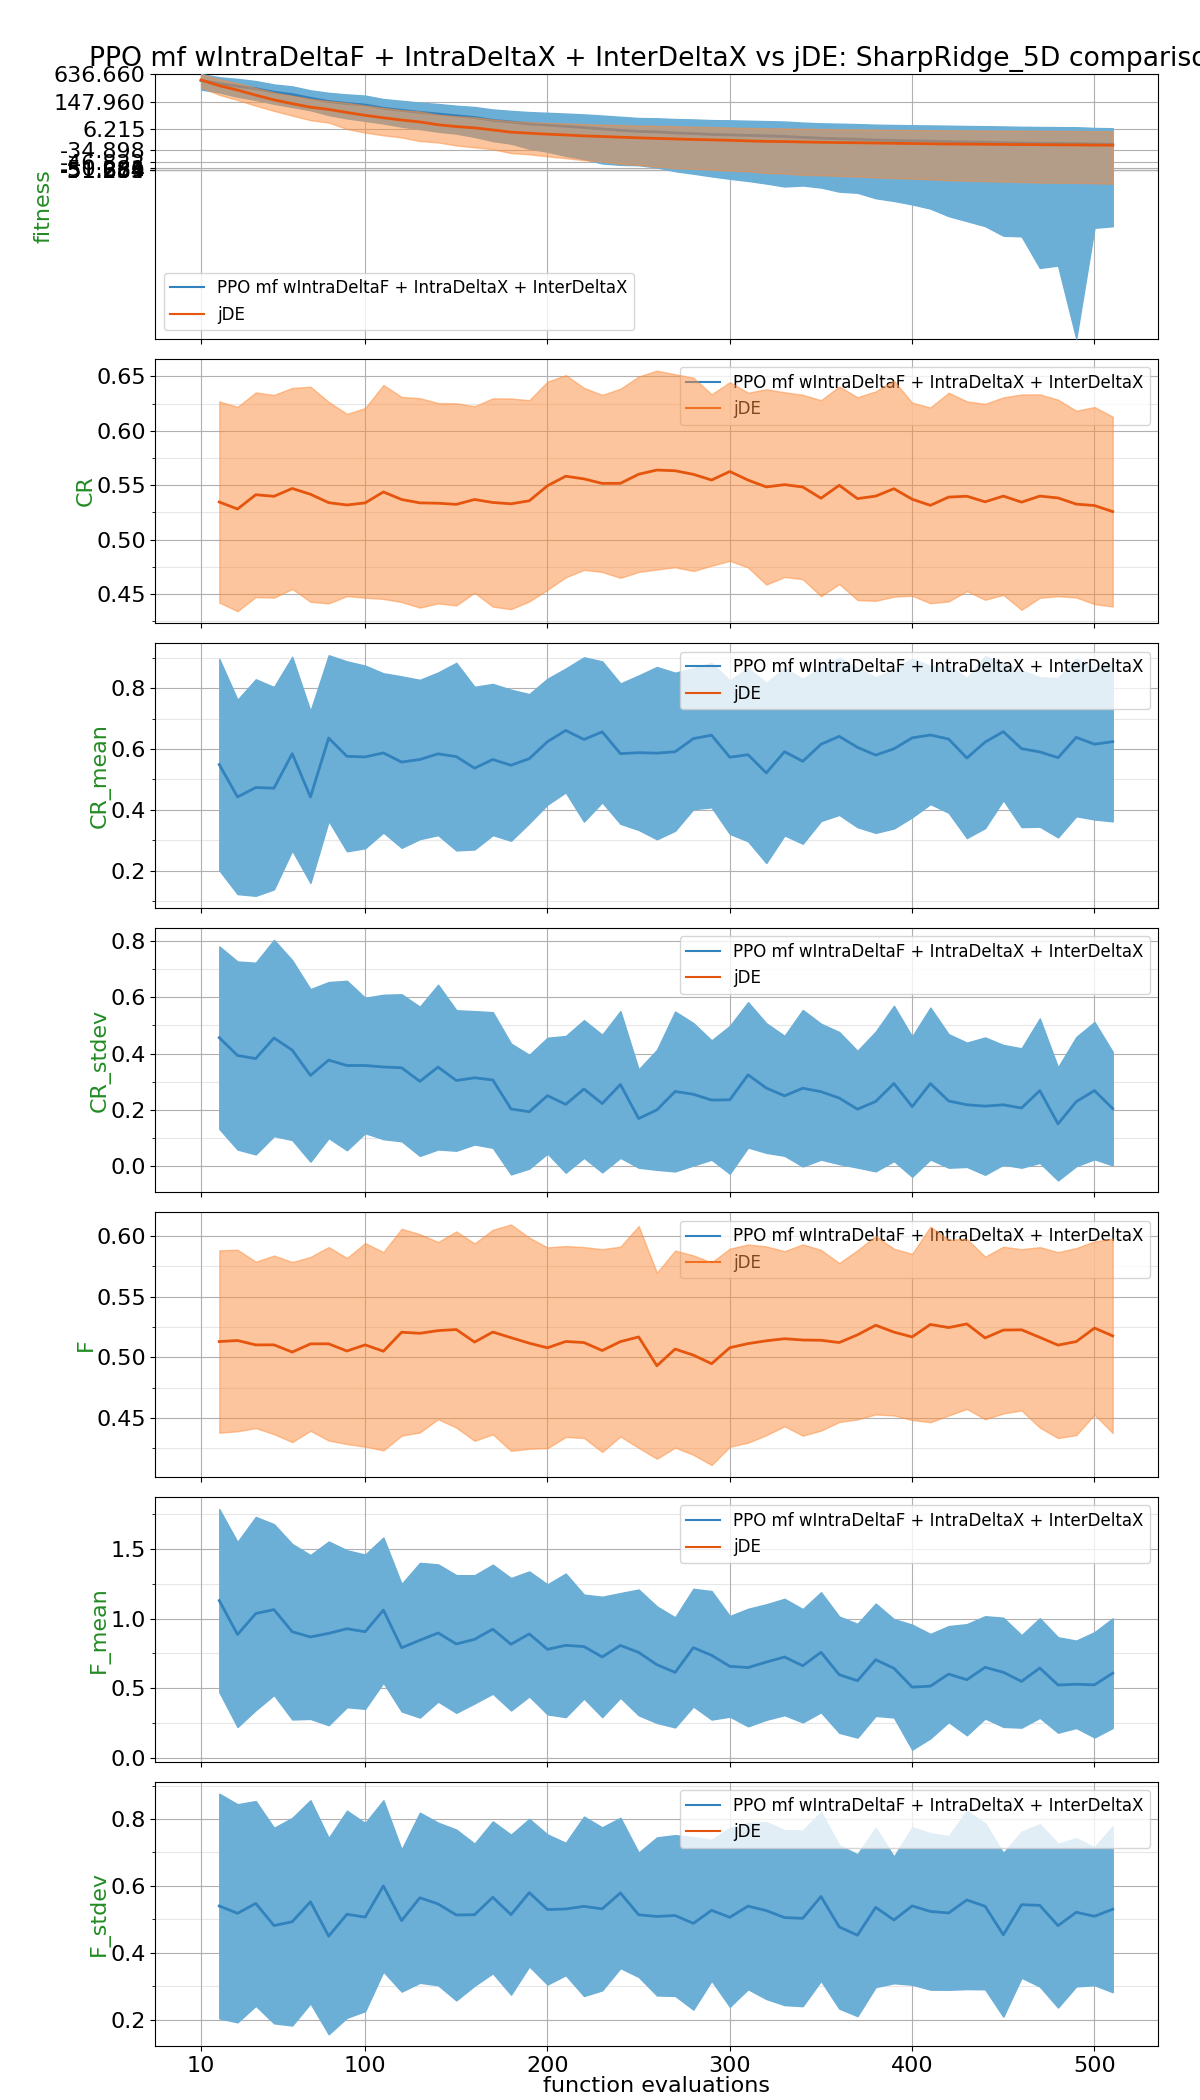 PPO mf wIntraDeltaF + IntraDeltaX + InterDeltaX vs jDE: SharpRidge_5D compariso
636.660
147.960
6.215
-34.898
fitness
PPO mf wIntraDeltaF + IntraDeltaX + InterDeltaX
jDE
0.65
0.60
0.55
0.50
0.45
CR
PPO mf wIntraDeltaF + IntraDeltaX + InterDeltaX
jDE
0.8
0.6
0.4
0.2
CR_mean
PPO mf wIntraDeltaF + IntraDeltaX + InterDeltaX
jDE
0.8
0.6
0.4
0.2
0.0
CR_stdev
PPO mf wIntraDeltaF + IntraDeltaX + InterDeltaX
jDE
0.60
0.55
0.50
0.45
F
PPO mf wIntraDeltaF + IntraDeltaX + InterDeltaX
jDE
1.5
1.0
0.5
0.0
F_mean
PPO mf wIntraDeltaF + IntraDeltaX + InterDeltaX
jDE
0.8
0.6
0.4
0.2
F_stdev
PPO mf wIntraDeltaF + IntraDeltaX + InterDeltaX
jDE
10 100 200 300 400 500
function evaluations